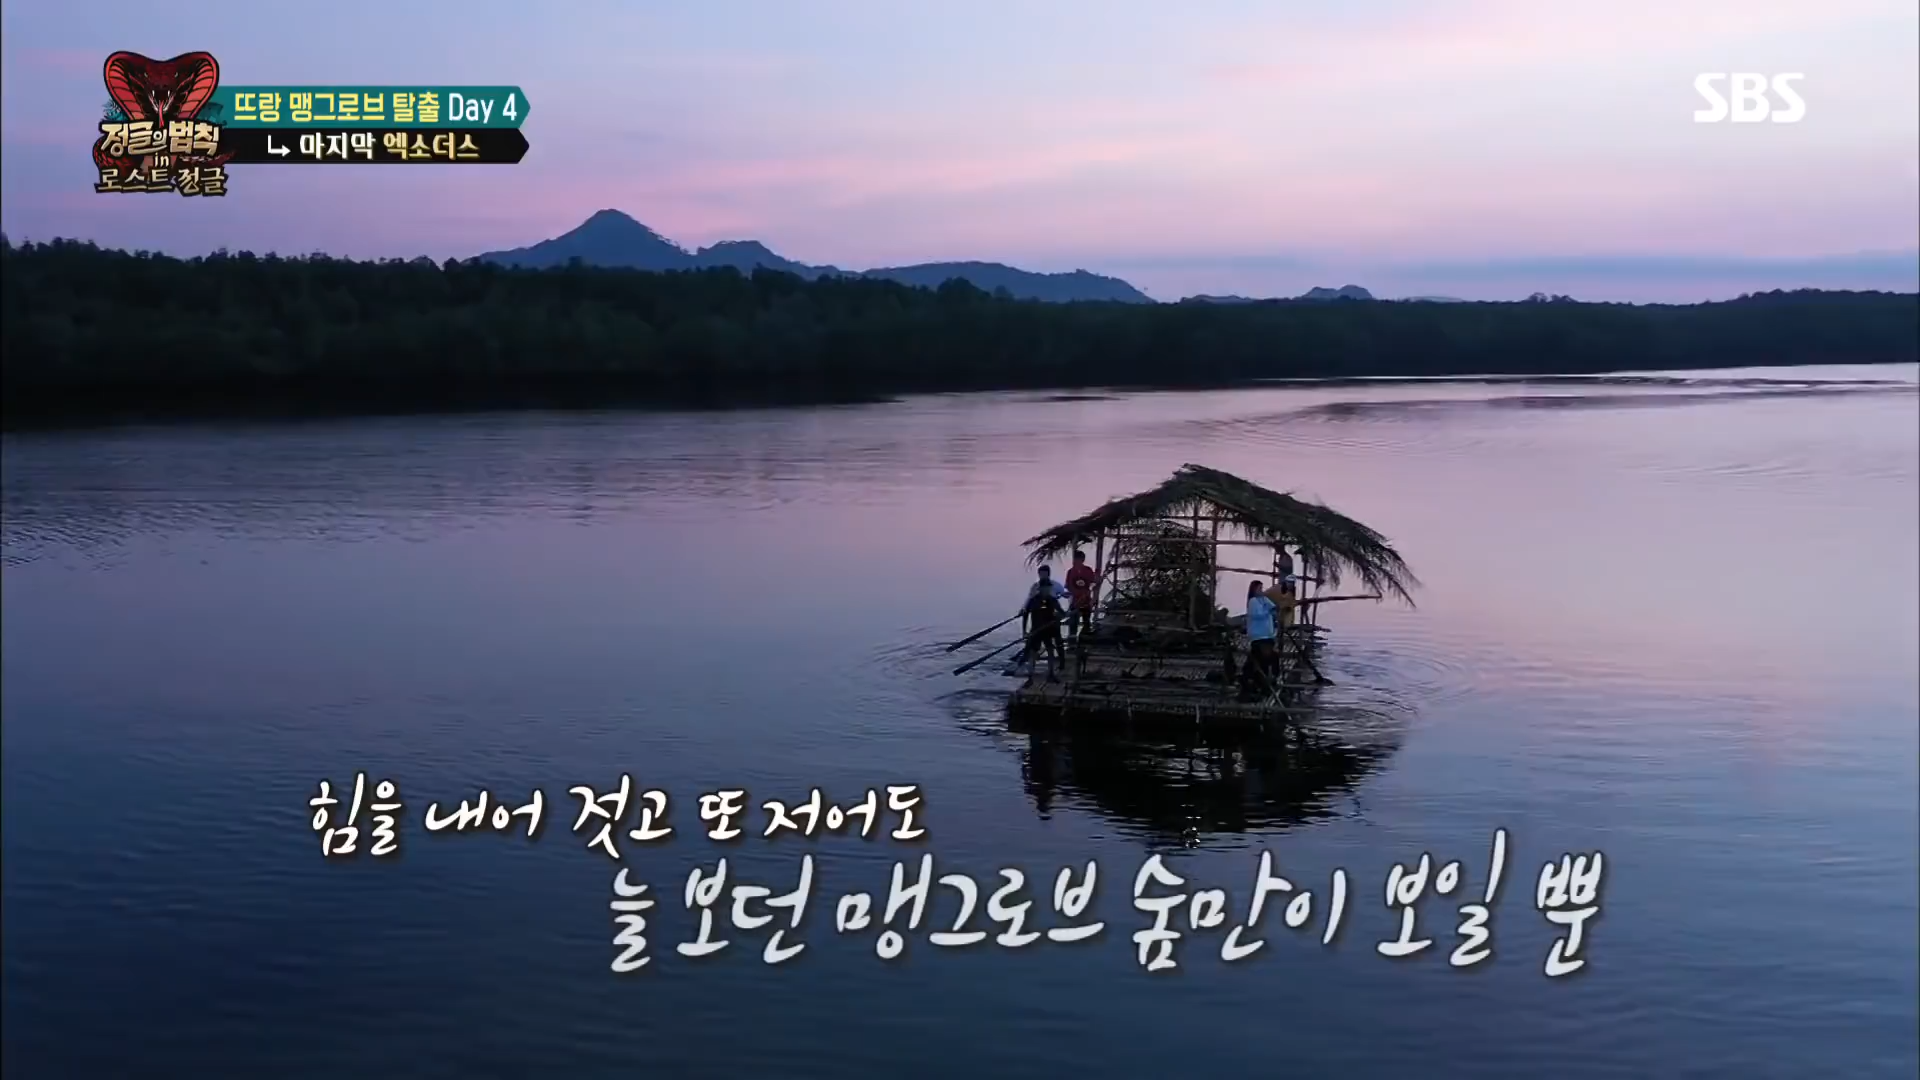 뜨랑 맹그로브 탈출 Day 4
마지막 엑소더스
정글의 법칙
in
로스트 정글
SBS
힘을 내어 젓고 또 저어도
늘 보던 맹그로브 숲만이 보일 뿐